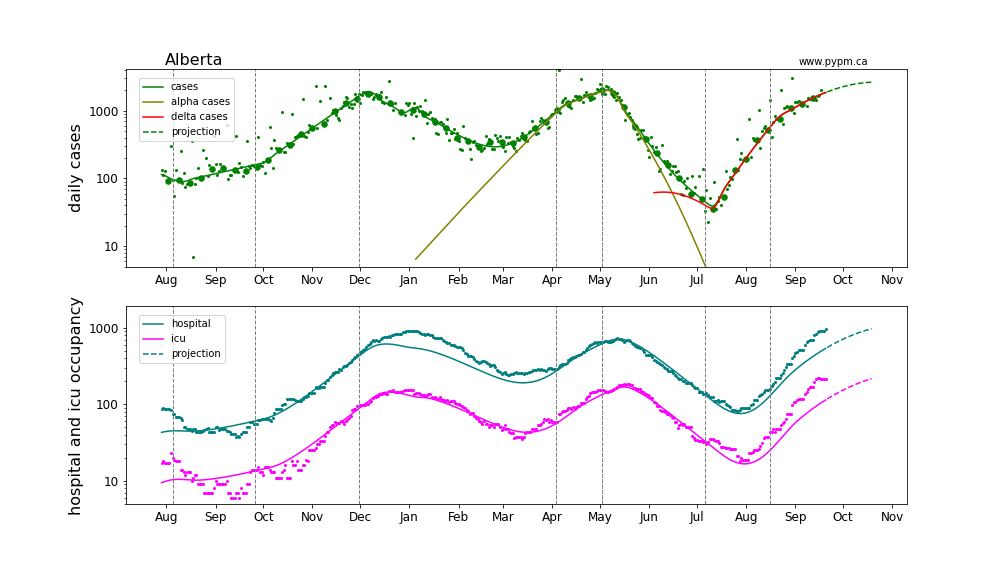 Alberta
www.pypm.ca
cases
alpha cases
delta cases
projection
daily cases
1000
100
10
Aug Sep Oct Nov Dec Jan Feb Mar Apr May Jun Jul Aug Sep Oct Nov
hospital
icu
projection
hospital and icu occupancy
1000
100
10
Aug Sep Oct Nov Dec Jan Feb Mar Apr May Jun Jul Aug Sep Oct Nov